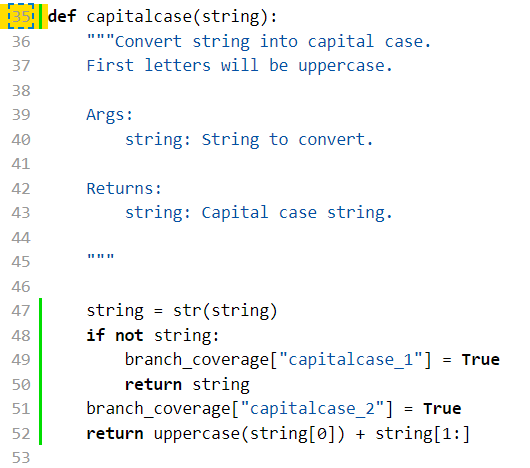 35 def capitalcase(string):
36     """Convert string into capital case.
37     First letters will be uppercase.
38
39     Args:
40         string: String to convert.
41
42     Returns:
43         string: Capital case string.
44
45     """
46
47     string = str(string)
48     if not string:
49         branch_coverage["capitalcase_1"] = True
50         return string
51     branch_coverage["capitalcase_2"] = True
52     return uppercase(string[0]) + string[1:]
53